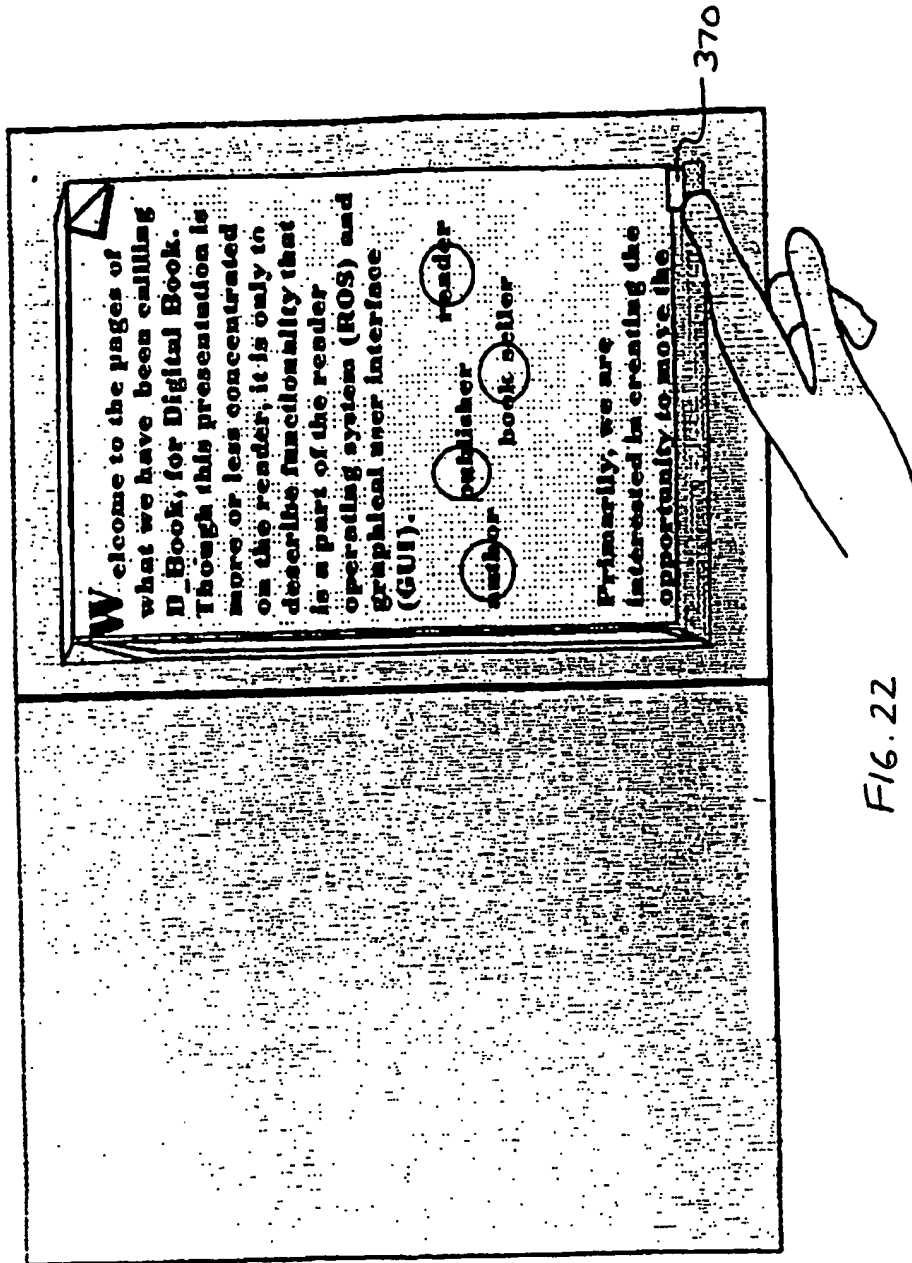 Welcome to the pages of
what we have been callling
D_Book, for Digital Book.
Though this presentation is
more or less concentrated
on the reader, it is only to
describe functionality that
is a part of the reader
operating system (ROS) and
graphical user interface
(GUI).
author publisher reader
book seller
Primarily, we are
interested in creating the
opportunity to move the
370
FIG. 22